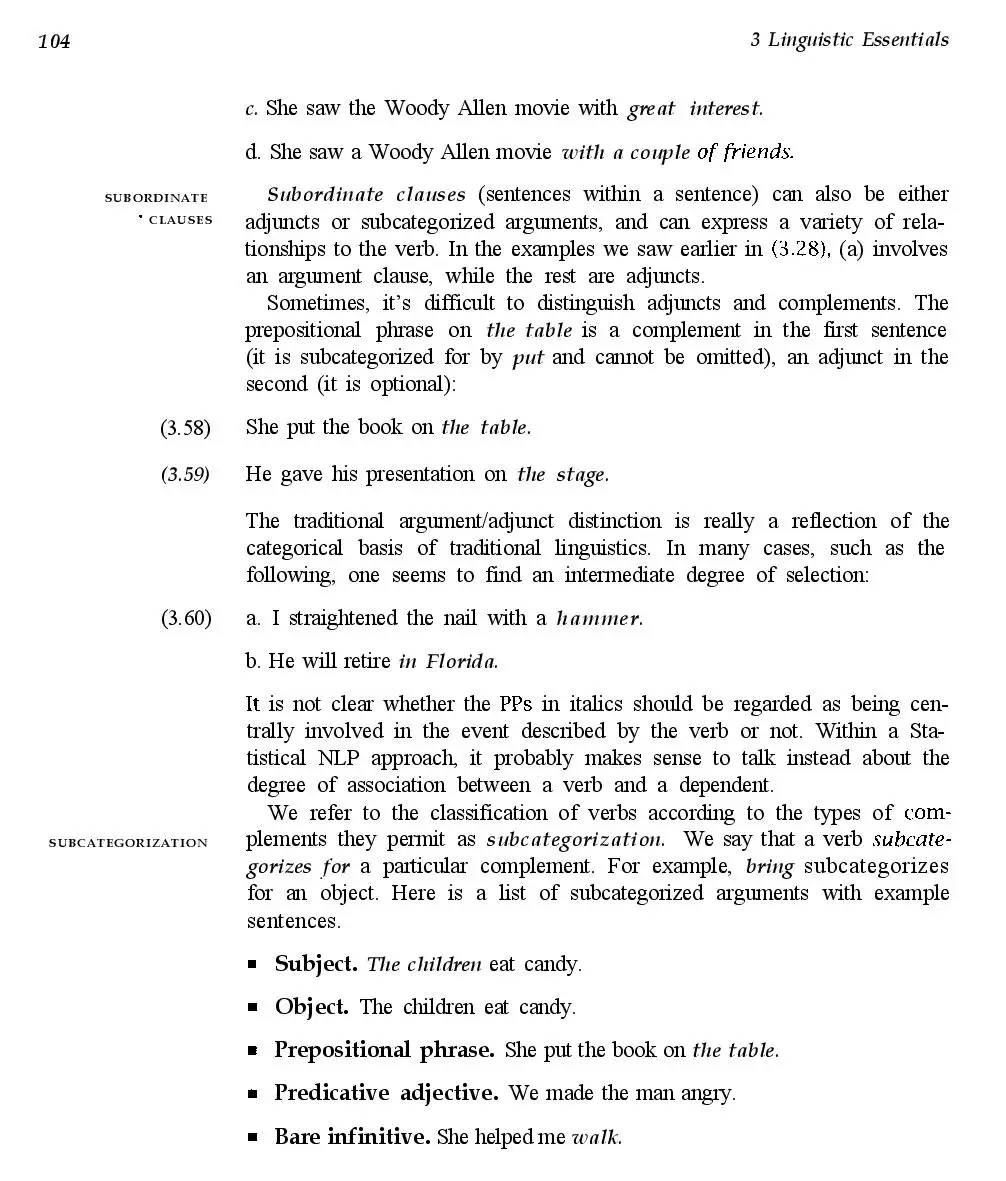 104
3 Linguistic Essentials
c. She saw the Woody Allen movie with great interest.
d. She saw a Woody Allen movie with a couple of friends.
SUBORDINATE
CLAUSES
Subordinate clauses (sentences within a sentence) can also be either
adjuncts or subcategorized arguments, and can express a variety of rela-
tionships to the verb. In the examples we saw earlier in (3.28), (a) involves
an argument clause, while the rest are adjuncts.
Sometimes, it's difficult to distinguish adjuncts and complements. The
prepositional phrase on the table is a complement in the first sentence
(it is subcategorized for by put and cannot be omitted), an adjunct in the
second (it is optional):
(3.58) She put the book on the table.
(3.59) He gave his presentation on the stage.
The traditional argument/adjunct distinction is really a reflection of the
categorical basis of traditional linguistics. In many cases, such as the
following, one seems to find an intermediate degree of selection:
(3.60) a. I straightened the nail with a hammer.
b. He will retire in Florida.
It is not clear whether the PPs in italics should be regarded as being cen-
trally involved in the event described by the verb or not. Within a Sta-
tistical NLP approach, it probably makes sense to talk instead about the
degree of association between a verb and a dependent.
We refer to the classification of verbs according to the types of com-
SUBCATEGORIZATION
plements they permit as subcategorization. We say that a verb subcate-
gorizes for a particular complement. For example, bring subcategorizes
for an object. Here is a list of subcategorized arguments with example
sentences.
▪ Subject. The children eat candy.
▪ Object. The children eat candy.
▪ Prepositional phrase. She put the book on the table.
▪ Predicative adjective. We made the man angry.
▪ Bare infinitive. She helped me walk.